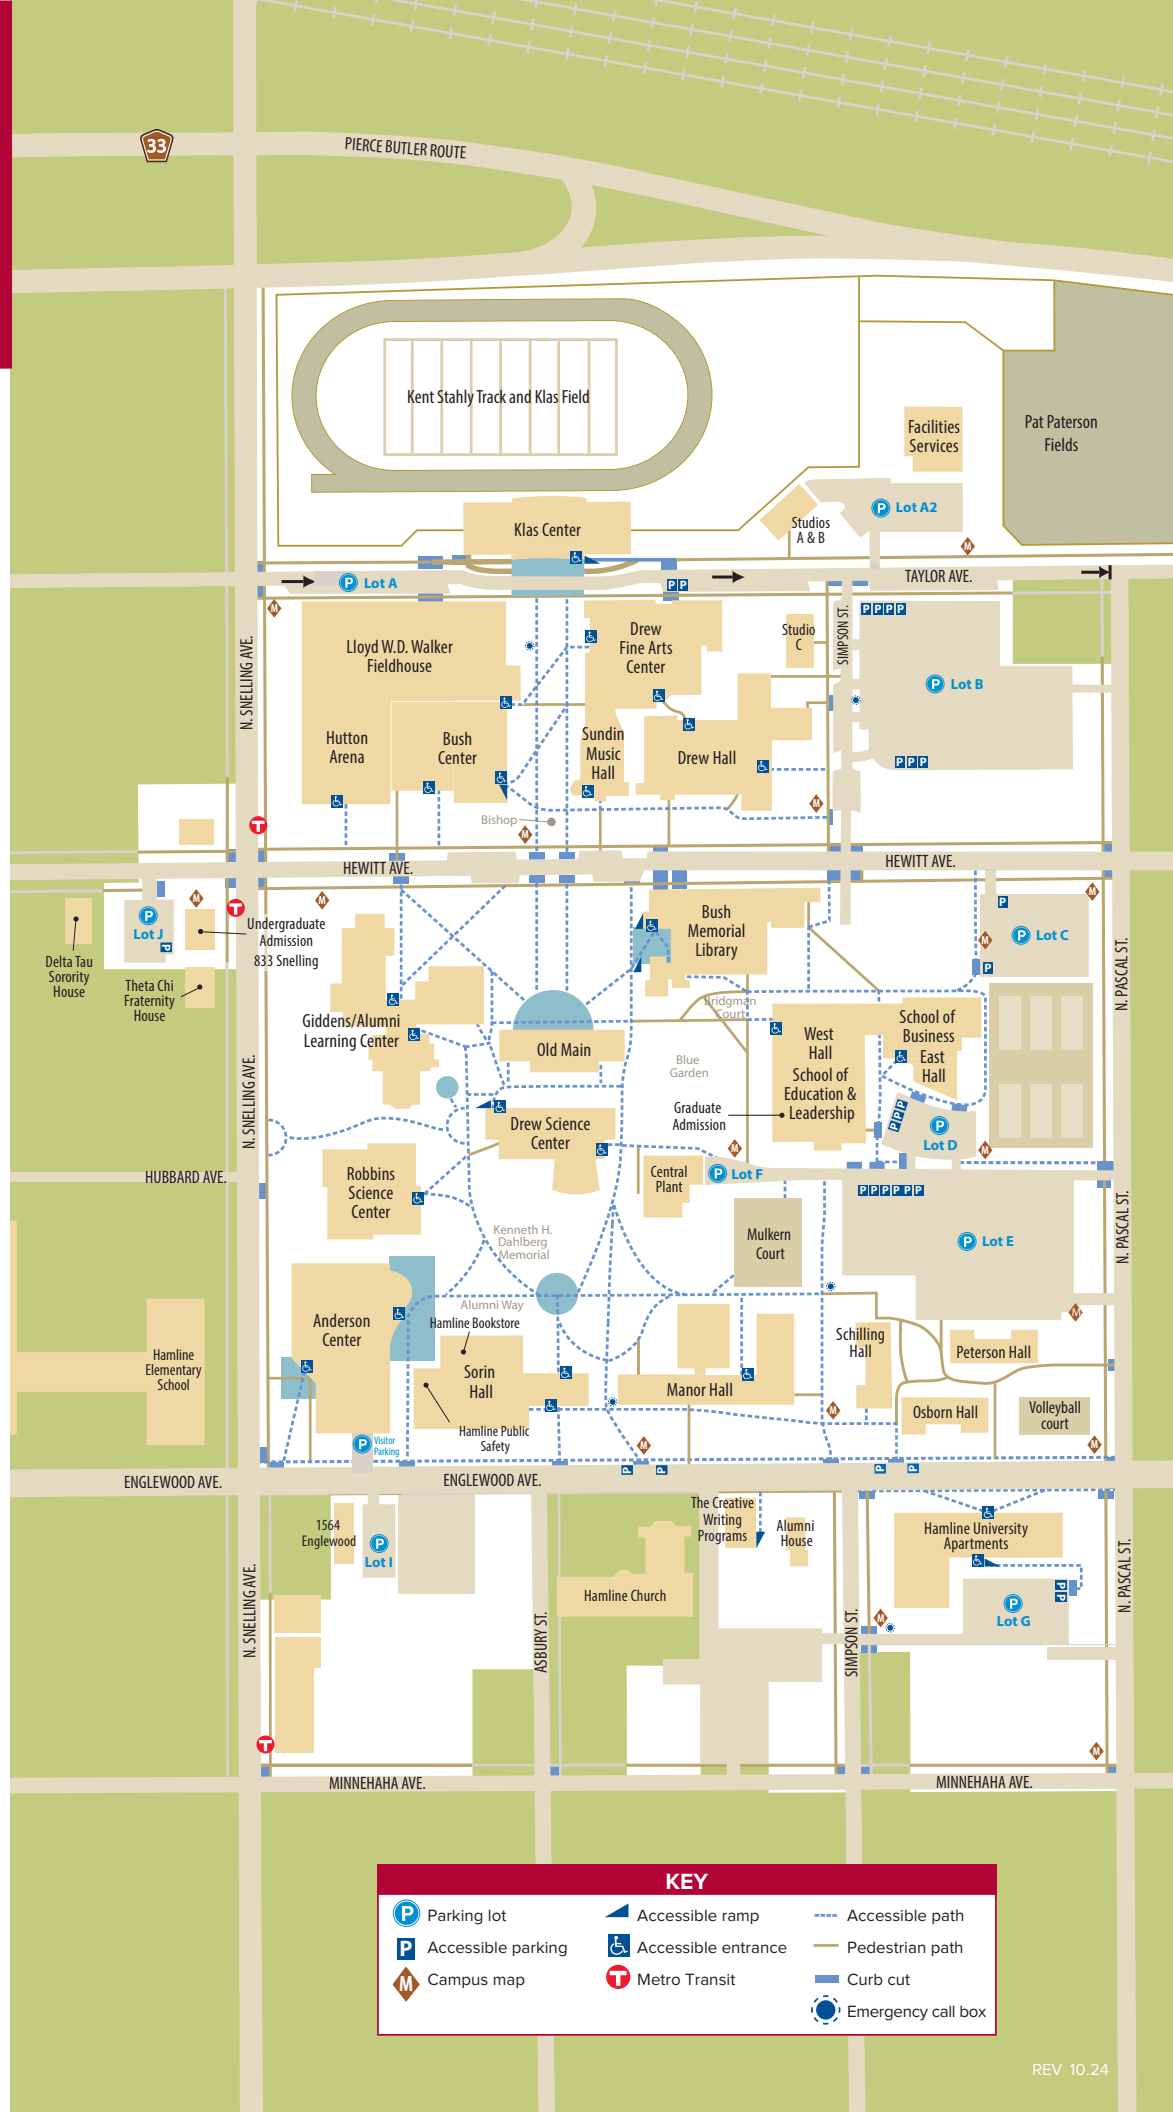 33
PIERCE BUTLER ROUTE
Kent Stahly Track and Klas Field
Facilities
Services
Pat Paterson
Fields
Klas Center
Studios
A & B
P Lot A2
M
P Lot A
P P
TAYLOR AVE.
M
N. SNELLING AVE.
Lloyd W.D. Walker
Fieldhouse
Drew
Fine Arts
Center
Studio
C
SIMPSON ST.
P P P P
P Lot B
Hutton
Arena
Bush
Center
Sundin
Music
Hall
Drew Hall
P P P
M
Bishop
M
T
HEWITT AVE.
HEWITT AVE.
M
M
M
T
P
Lot J
P
Undergraduate
Admission
833 Snelling
Delta Tau
Sorority
House
Theta Chi
Fraternity
House
Bush
Memorial
Library
P
P Lot C
M
P
N. PASCAL ST.
Bridgman
Court
Giddens/Alumni
Learning Center
Old Main
West
Hall
School of
Education &
Leadership
School of
Business
East
Hall
Blue
Garden
Graduate
Admission
N. SNELLING AVE.
Drew Science
Center
P P P
P
Lot D
M
M
HUBBARD AVE.
Robbins
Science
Center
Central
Plant
P Lot F
P P P P P P
N. PASCAL ST.
Mulkern
Court
P Lot E
Kenneth H.
Dahlberg
Memorial
Alumni Way
Hamline Bookstore
Anderson
Center
M
Schilling
Hall
Peterson Hall
Hamline
Elementary
School
Sorin
Hall
Manor Hall
M
Osborn Hall
Volleyball
court
Hamline Public
Safety
P Visitor
Parking
M
M
P P
P P
ENGLEWOOD AVE.
ENGLEWOOD AVE.
1564
Englewood
P
Lot I
The Creative
Writing
Programs
Alumni
House
Hamline University
Apartments
N. SNELLING AVE.
Hamline Church
P P
P
Lot G
N. PASCAL ST.
ASBURY ST.
SIMPSON ST.
M
T
M
MINNEHAHA AVE.
MINNEHAHA AVE.
KEY
P Parking lot
Accessible ramp
Accessible path
P Accessible parking
Accessible entrance
Pedestrian path
M Campus map
T Metro Transit
Curb cut
Emergency call box
REV 10.24